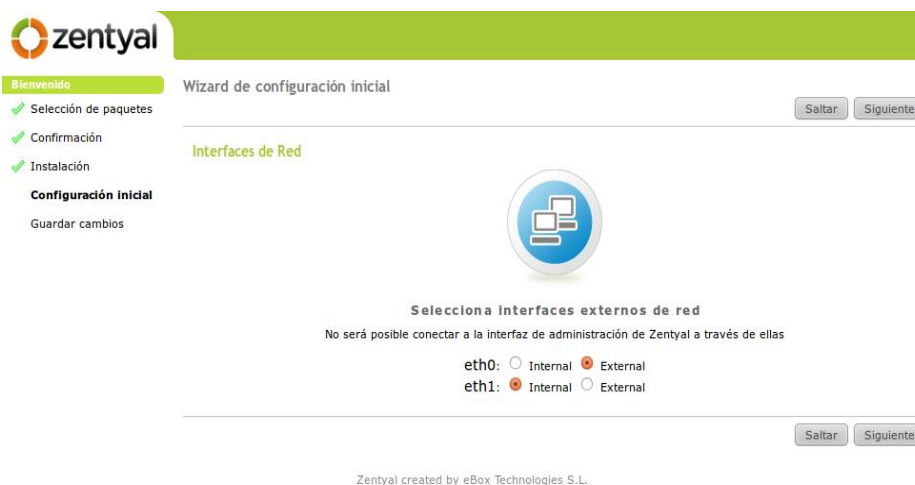 zentyal
Bienvenido
Selección de paquetes
Confirmación
Instalación
Configuración inicial
Guardar cambios
Wizard de configuración inicial
Saltar Siguiente
Interfaces de Red
Selecciona interfaces externos de red
No será posible conectar a la interfaz de administración de Zentyal a través de ellas
eth0: Internal External
eth1: Internal External
Saltar Siguiente
Zentyal created by eBox Technologies S.L.